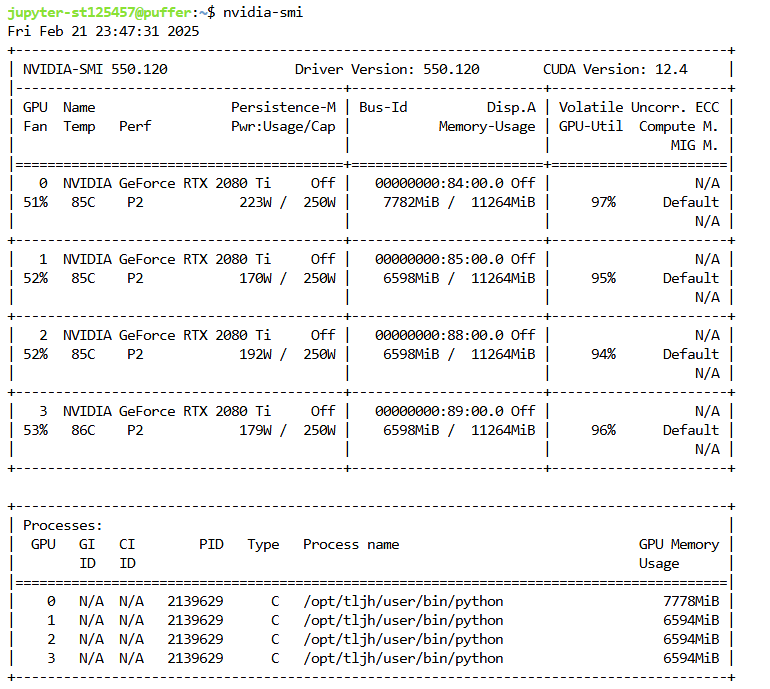 jupyter-st125457@puffer:~$ nvidia-smi
Fri Feb 21 23:47:31 2025
+-----------------------------------------------------------------------------------------+
| NVIDIA-SMI 550.120                Driver Version: 550.120        CUDA Version: 12.4     |
|-----------------------------------------+------------------------+----------------------+
| GPU  Name                 Persistence-M | Bus-Id          Disp.A | Volatile Uncorr. ECC |
| Fan  Temp   Perf          Pwr:Usage/Cap |           Memory-Usage | GPU-Util  Compute M. |
|                                         |                        |               MIG M. |
|=========================================+========================+======================|
|   0  NVIDIA GeForce RTX 2080 Ti     Off |   00000000:84:00.0 Off |                  N/A |
| 51%   85C    P2            223W /  250W |    7782MiB /  11264MiB |     97%      Default |
|                                         |                        |                  N/A |
+-----------------------------------------+------------------------+----------------------+
|   1  NVIDIA GeForce RTX 2080 Ti     Off |   00000000:85:00.0 Off |                  N/A |
| 52%   85C    P2            170W /  250W |    6598MiB /  11264MiB |     95%      Default |
|                                         |                        |                  N/A |
+-----------------------------------------+------------------------+----------------------+
|   2  NVIDIA GeForce RTX 2080 Ti     Off |   00000000:88:00.0 Off |                  N/A |
| 52%   85C    P2            192W /  250W |    6598MiB /  11264MiB |     94%      Default |
|                                         |                        |                  N/A |
+-----------------------------------------+------------------------+----------------------+
|   3  NVIDIA GeForce RTX 2080 Ti     Off |   00000000:89:00.0 Off |                  N/A |
| 53%   86C    P2            179W /  250W |    6598MiB /  11264MiB |     96%      Default |
|                                         |                        |                  N/A |
+-----------------------------------------+------------------------+----------------------+

+-----------------------------------------------------------------------------------------+
| Processes:                                                                              |
|  GPU   GI   CI        PID   Type   Process name                              GPU Memory |
|        ID   ID                                                               Usage      |
|=========================================================================================|
|    0   N/A  N/A   2139629      C   /opt/tljh/user/bin/python                    7778MiB |
|    1   N/A  N/A   2139629      C   /opt/tljh/user/bin/python                    6594MiB |
|    2   N/A  N/A   2139629      C   /opt/tljh/user/bin/python                    6594MiB |
|    3   N/A  N/A   2139629      C   /opt/tljh/user/bin/python                    6594MiB |
+-----------------------------------------------------------------------------------------+